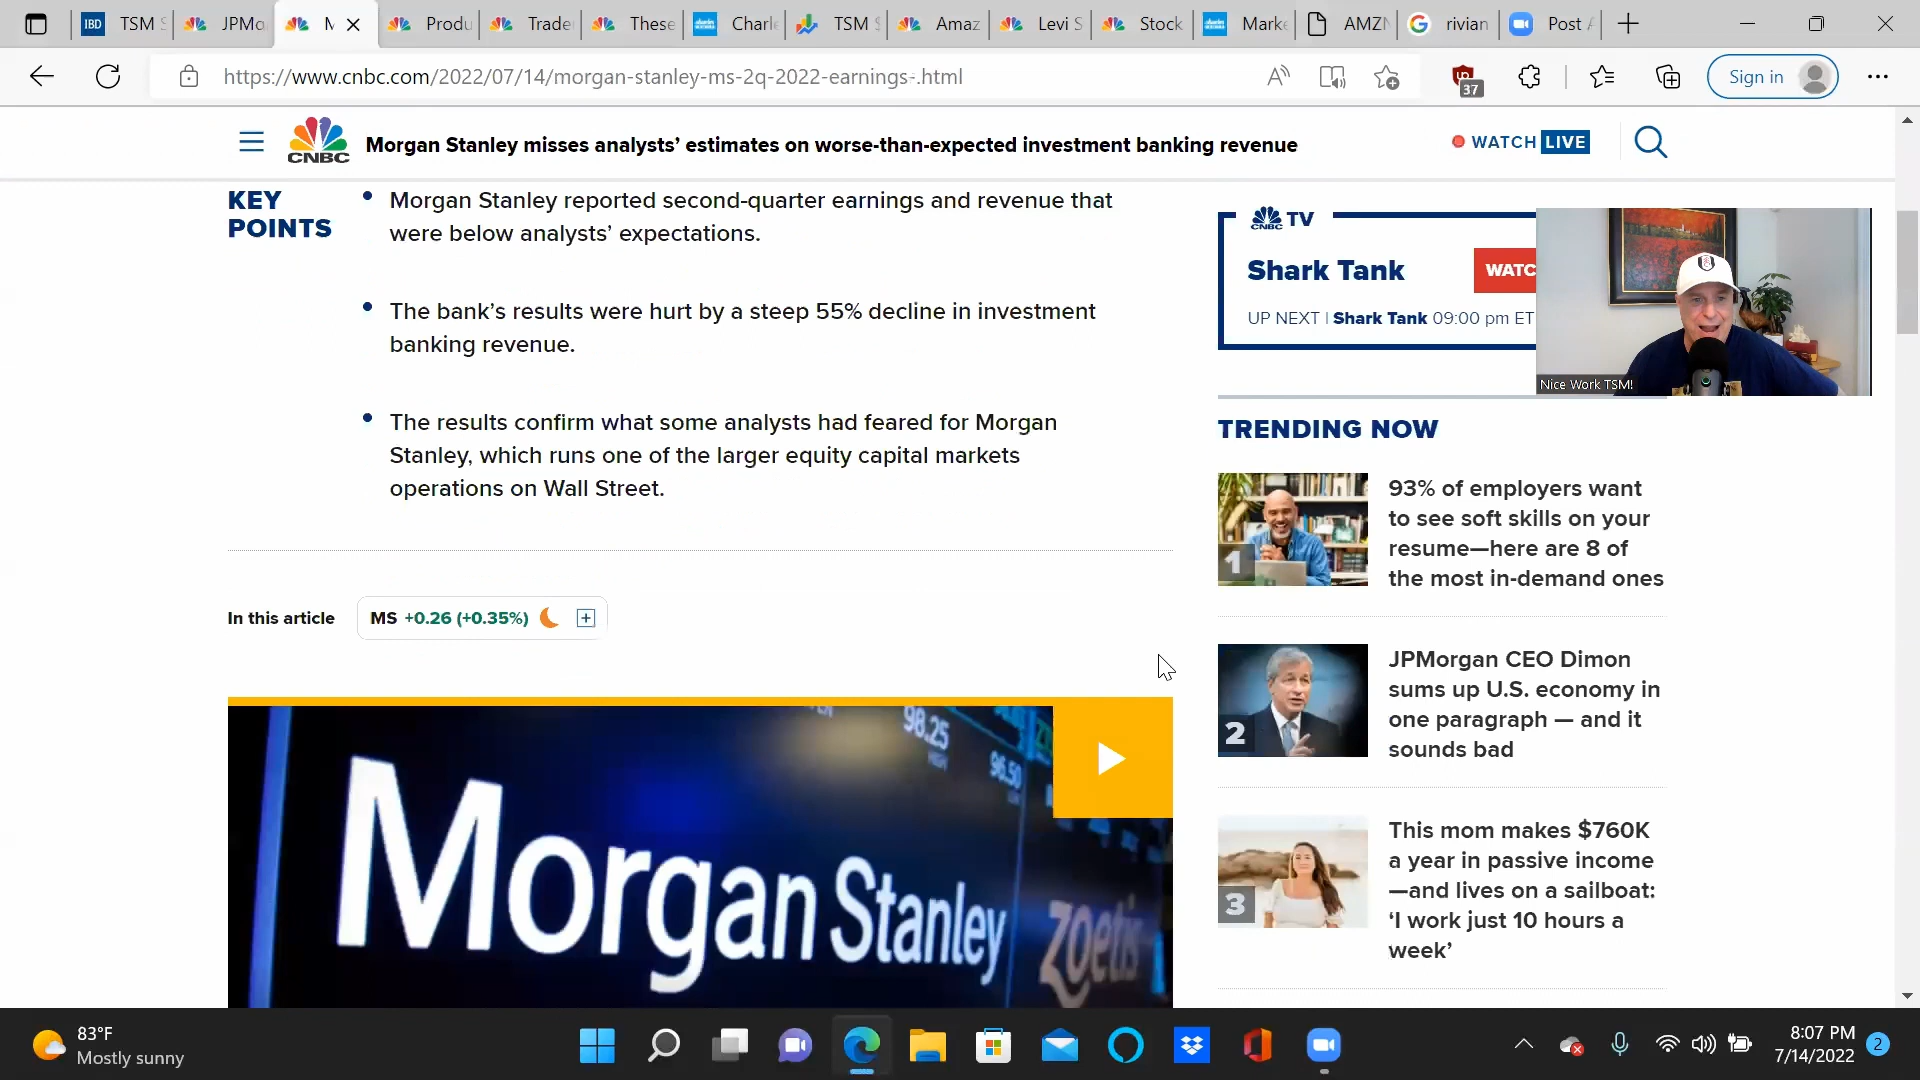 IBD TSM S
JPMo
M
Produ
Trade
These
Charl
TSM S
Amaz
Levi S
Stock
Marke
AMZN
rivian
Post A
https://www.cnbc.com/2022/07/14/morgan-stanley-ms-2q-2022-earnings-.html
37
Sign in
CNBC
Morgan Stanley misses analysts’ estimates on worse-than-expected investment banking revenue
WATCH LIVE
KEY
POINTS
Morgan Stanley reported second-quarter earnings and revenue that
were below analysts’ expectations.
The bank’s results were hurt by a steep 55% decline in investment
banking revenue.
The results confirm what some analysts had feared for Morgan
Stanley, which runs one of the larger equity capital markets
operations on Wall Street.
In this article
MS +0.26 (+0.35%)
98.25
96.50
Morgan Stanley
zoetis
CNBC TV
Shark Tank
WATC
UP NEXT | Shark Tank 09:00 pm ET
Nice Work TSM!
TRENDING NOW
1
93% of employers want
to see soft skills on your
resume—here are 8 of
the most in-demand ones
2
JPMorgan CEO Dimon
sums up U.S. economy in
one paragraph — and it
sounds bad
3
This mom makes $760K
a year in passive income
—and lives on a sailboat:
‘I work just 10 hours a
week’
83°F
Mostly sunny
8:07 PM
7/14/2022
2